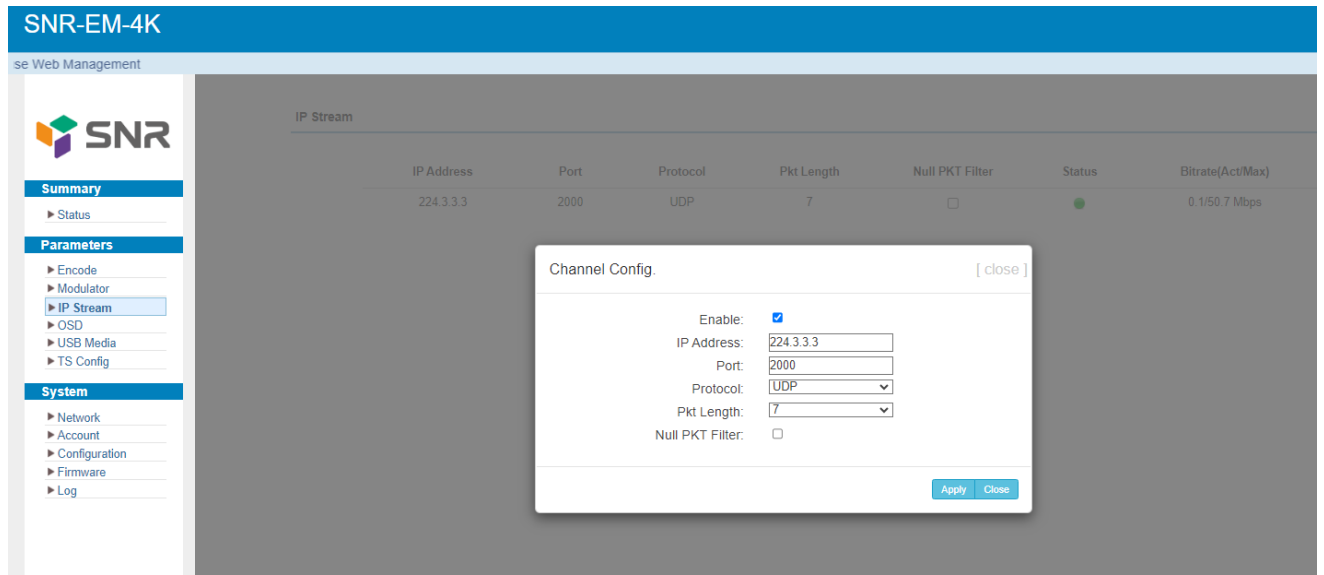 SNR-EM-4K
se Web Management
SNR
Summary
Status
Parameters
Encode
Modulator
IP Stream
OSD
USB Media
TS Config
System
Network
Account
Configuration
Firmware
Log
IP Stream
IP Address Port Protocol Pkt Length Null PKT Filter Status Bitrate(Act/Max)
224.3.3.3 2000 UDP 7 0.1/50.7 Mbps
Channel Config. [ close ]
Enable:
IP Address: 224.3.3.3
Port: 2000
Protocol: UDP
Pkt Length: 7
Null PKT Filter:
Apply Close